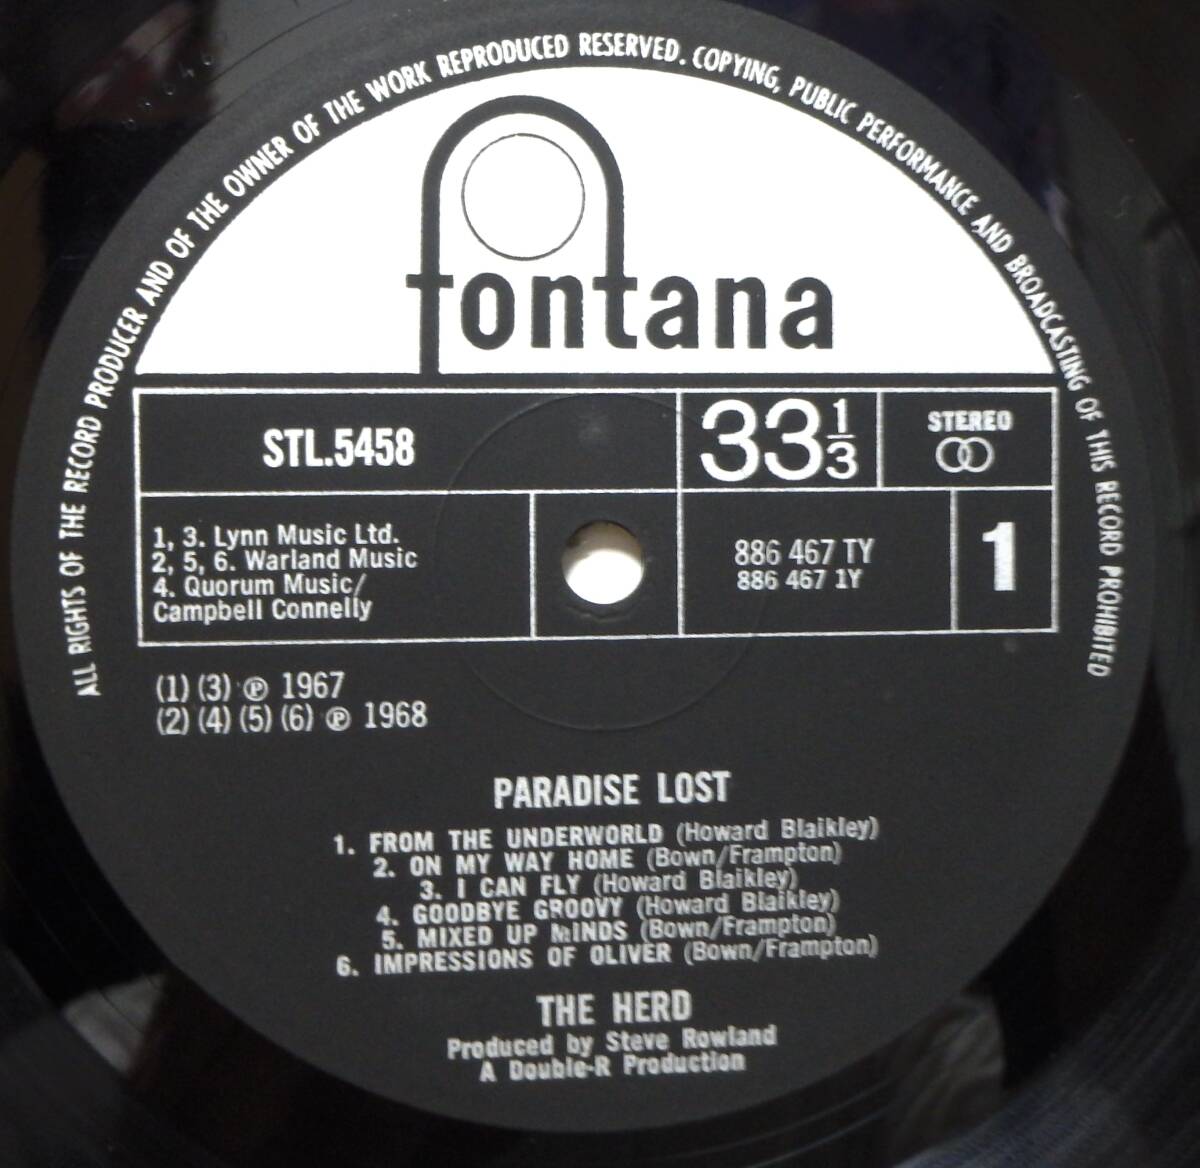 ALL RIGHTS OF THE RECORD PRODUCER AND OF THE OWNER OF THE WORK REPRODUCED RESERVED. COPYING, PUBLIC PERFORMANCE AND BROADCASTING OF THIS RECORD PROHIBITED
fontana
STL.5458
33 1/3
STEREO
1, 3. Lynn Music Ltd.
2, 5, 6. Warland Music
4. Quorum Music/
Campbell Connelly
886 467 TY
886 467 1Y
1
(1) (3) ℗ 1967
(2) (4) (5) (6) ℗ 1968
PARADISE LOST
1. FROM THE UNDERWORLD (Howard Blaikley)
2. ON MY WAY HOME (Bown/Frampton)
3. I CAN FLY (Howard Blaikley)
4. GOODBYE GROOVY (Howard Blaikley)
5. MIXED UP MINDS (Bown/Frampton)
6. IMPRESSIONS OF OLIVER (Bown/Frampton)
THE HERD
Produced by Steve Rowland
A Double-R Production